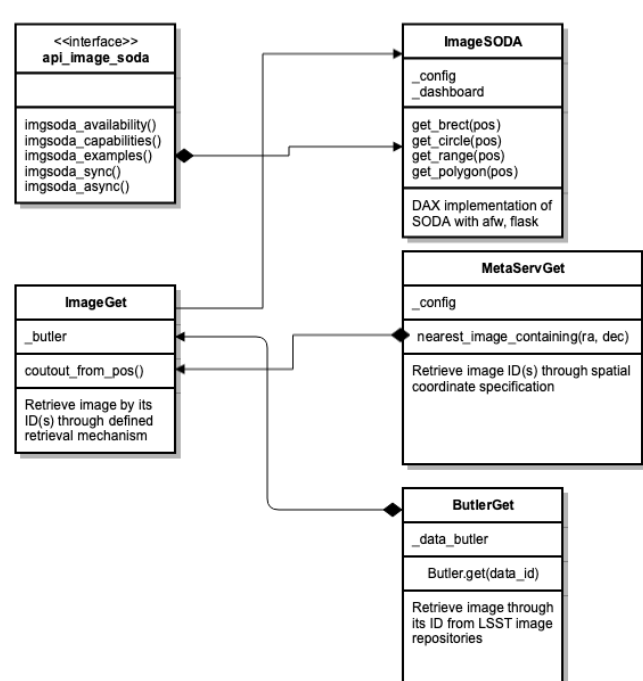 <<interface>>
api_image_soda
imgsoda_availability()
imgsoda_capabilities()
imgsoda_examples()
imgsoda_sync()
imgsoda_async()
ImageSODA
_config
_dashboard
get_brect(pos)
get_circle(pos)
get_range(pos)
get_polygon(pos)
DAX implementation of
SODA with afw, flask
ImageGet
_butler
coutout_from_pos()
Retrieve image by its
ID(s) through defined
retrieval mechanism
MetaServGet
_config
nearest_image_containing(ra, dec)
Retrieve image ID(s) through spatial
coordinate specification
ButlerGet
_data_butler
Butler.get(data_id)
Retrieve image through
its ID from LSST image
repositories